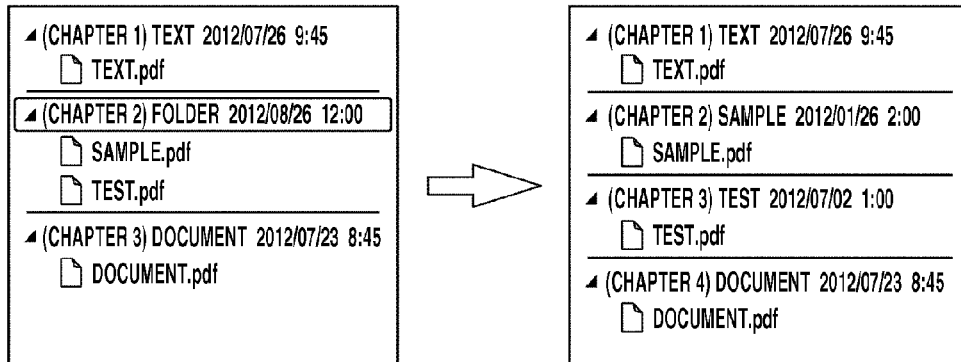 (CHAPTER 1) TEXT 2012/07/26 9:45
TEXT.pdf
(CHAPTER 2) FOLDER 2012/08/26 12:00
SAMPLE.pdf
TEST.pdf
(CHAPTER 3) DOCUMENT 2012/07/23 8:45
DOCUMENT.pdf
(CHAPTER 1) TEXT 2012/07/26 9:45
TEXT.pdf
(CHAPTER 2) SAMPLE 2012/01/26 2:00
SAMPLE.pdf
(CHAPTER 3) TEST 2012/07/02 1:00
TEST.pdf
(CHAPTER 4) DOCUMENT 2012/07/23 8:45
DOCUMENT.pdf